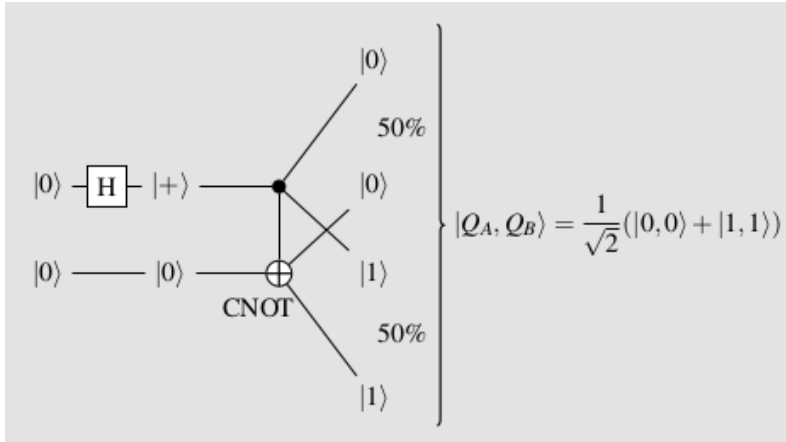 |0⟩
50%
|0⟩ H |+⟩ |0⟩
|Q_A, Q_B⟩ = 1/√2 (|0,0⟩ + |1,1⟩)
|0⟩ |0⟩ |1⟩
CNOT
50%
|1⟩